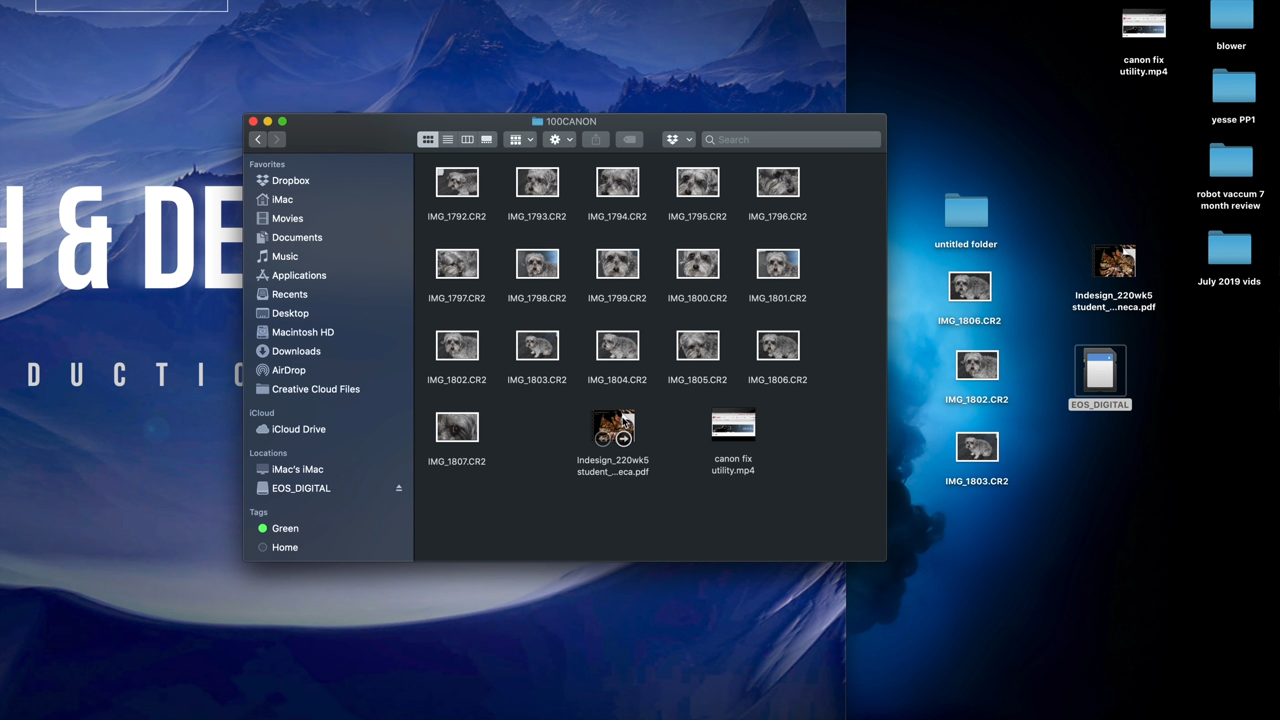 H & DE
DUCTIO
100CANON
Search
Favorites
Dropbox
iMac
Movies
Documents
Music
Applications
Recents
Desktop
Macintosh HD
Downloads
AirDrop
Creative Cloud Files
iCloud
iCloud Drive
Locations
iMac's iMac
EOS_DIGITAL
Tags
Green
Home
IMG_1792.CR2
IMG_1793.CR2
IMG_1794.CR2
IMG_1795.CR2
IMG_1796.CR2
IMG_1797.CR2
IMG_1798.CR2
IMG_1799.CR2
IMG_1800.CR2
IMG_1801.CR2
IMG_1802.CR2
IMG_1803.CR2
IMG_1804.CR2
IMG_1805.CR2
IMG_1806.CR2
IMG_1807.CR2
Indesign_220wk5
student_...eca.pdf
canon fix
utility.mp4
untitled folder
IMG_1806.CR2
IMG_1802.CR2
IMG_1803.CR2
canon fix
utility.mp4
Indesign_220wk5
student_...neca.pdf
EOS_DIGITAL
blower
yesse PP1
robot vaccum 7
month review
July 2019 vids